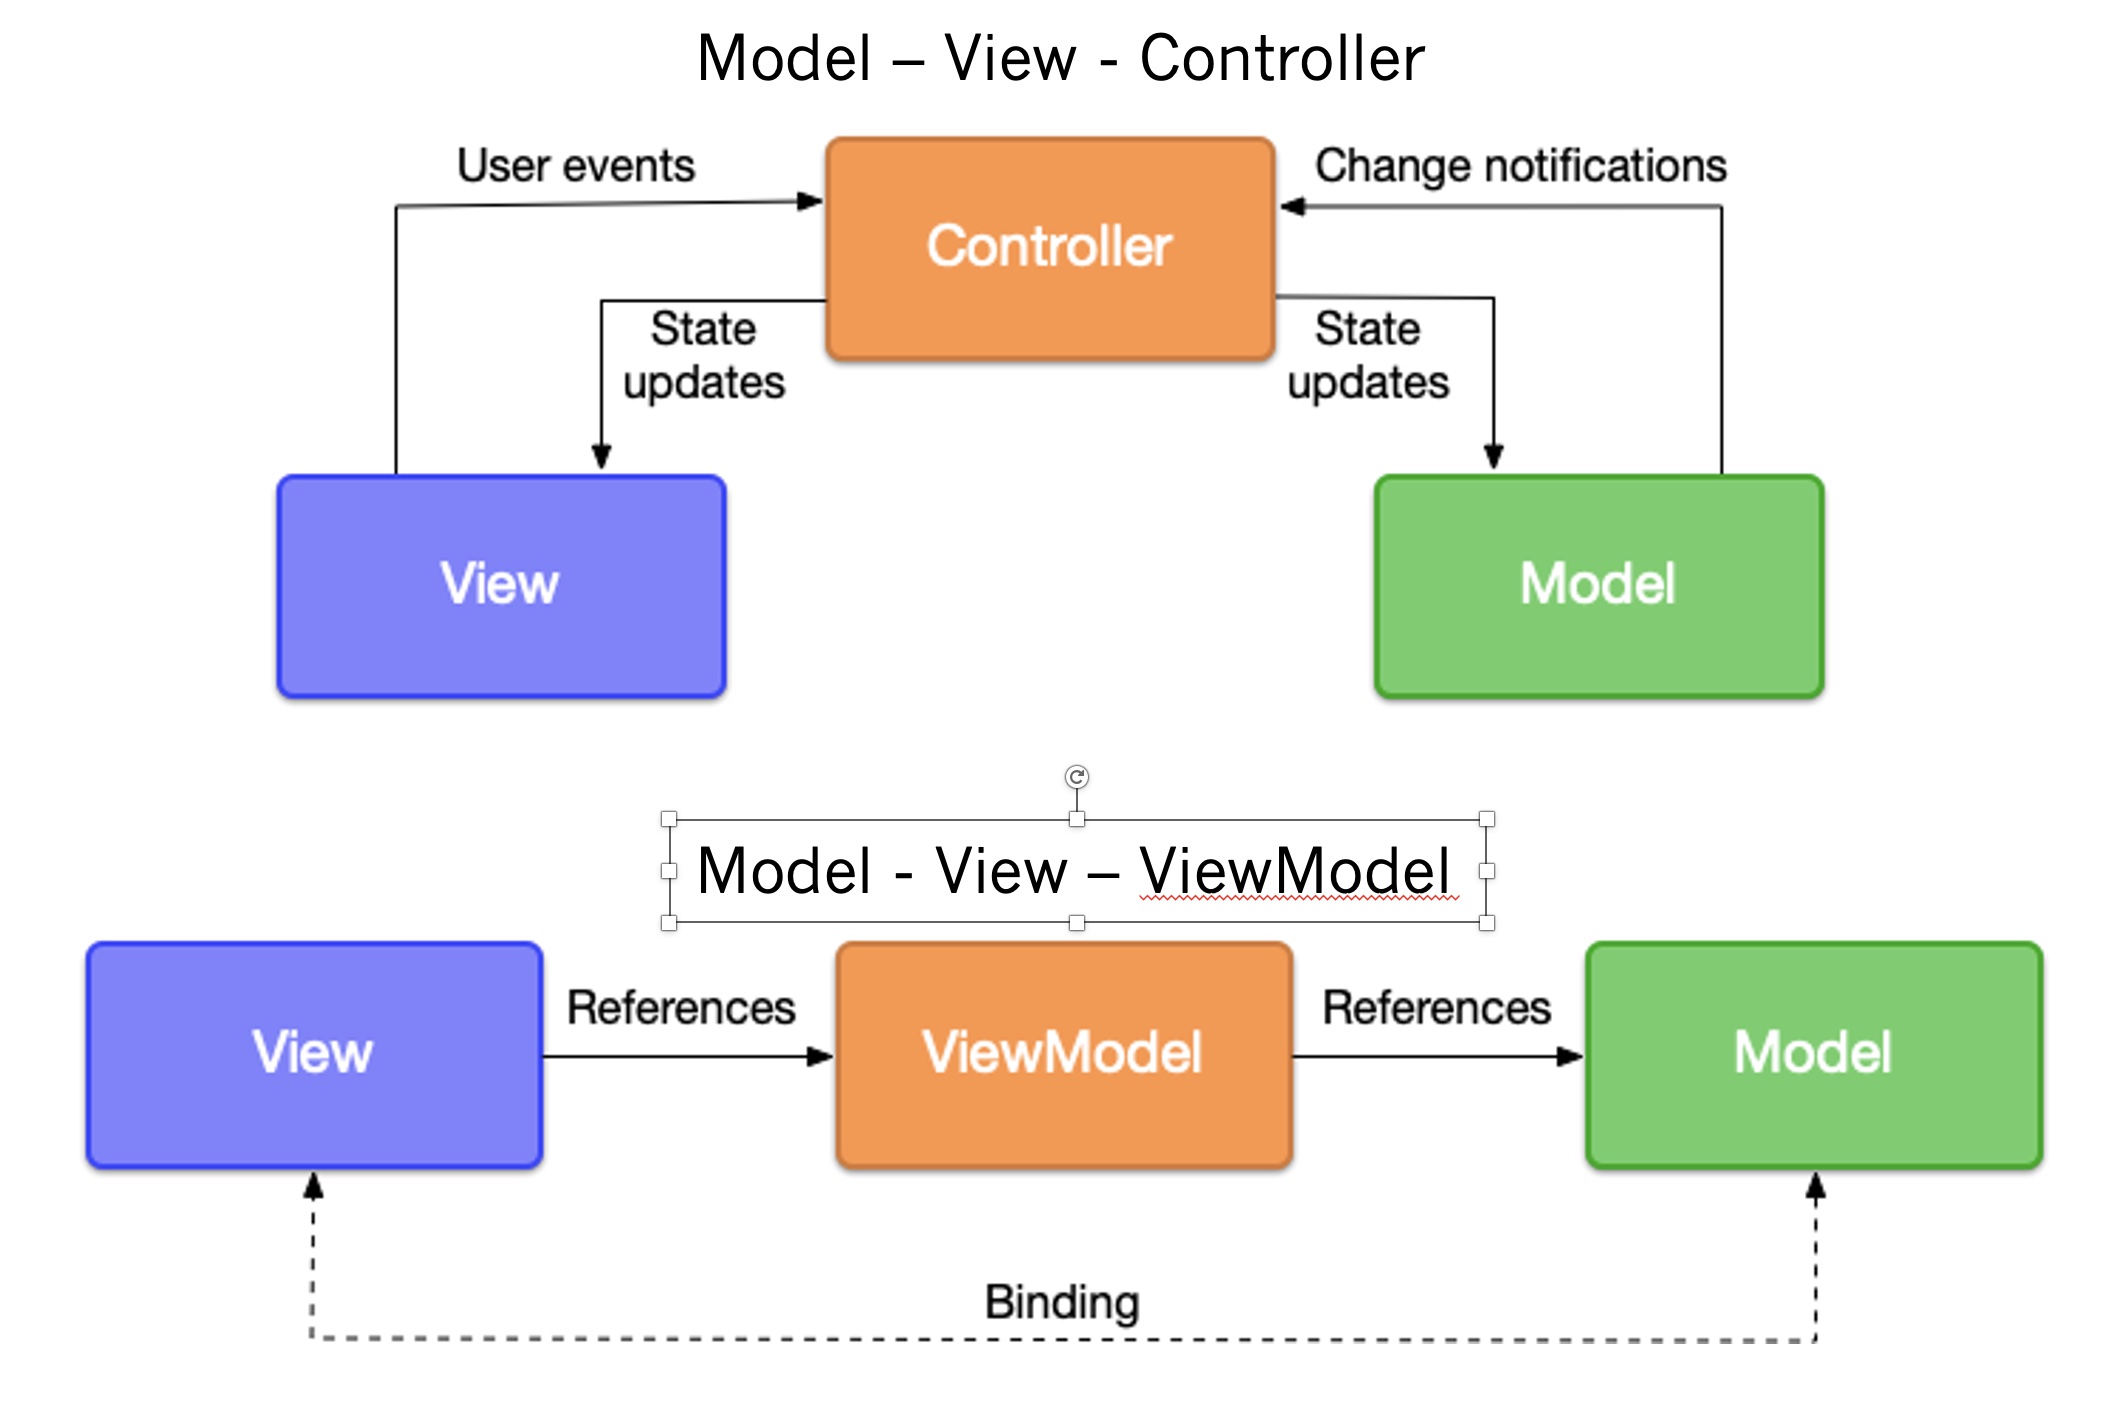 Model – View - Controller
User events
Change notifications
Controller
State
updates
State
updates
View
Model
Model - View – ViewModel
References
References
View
ViewModel
Model
Binding